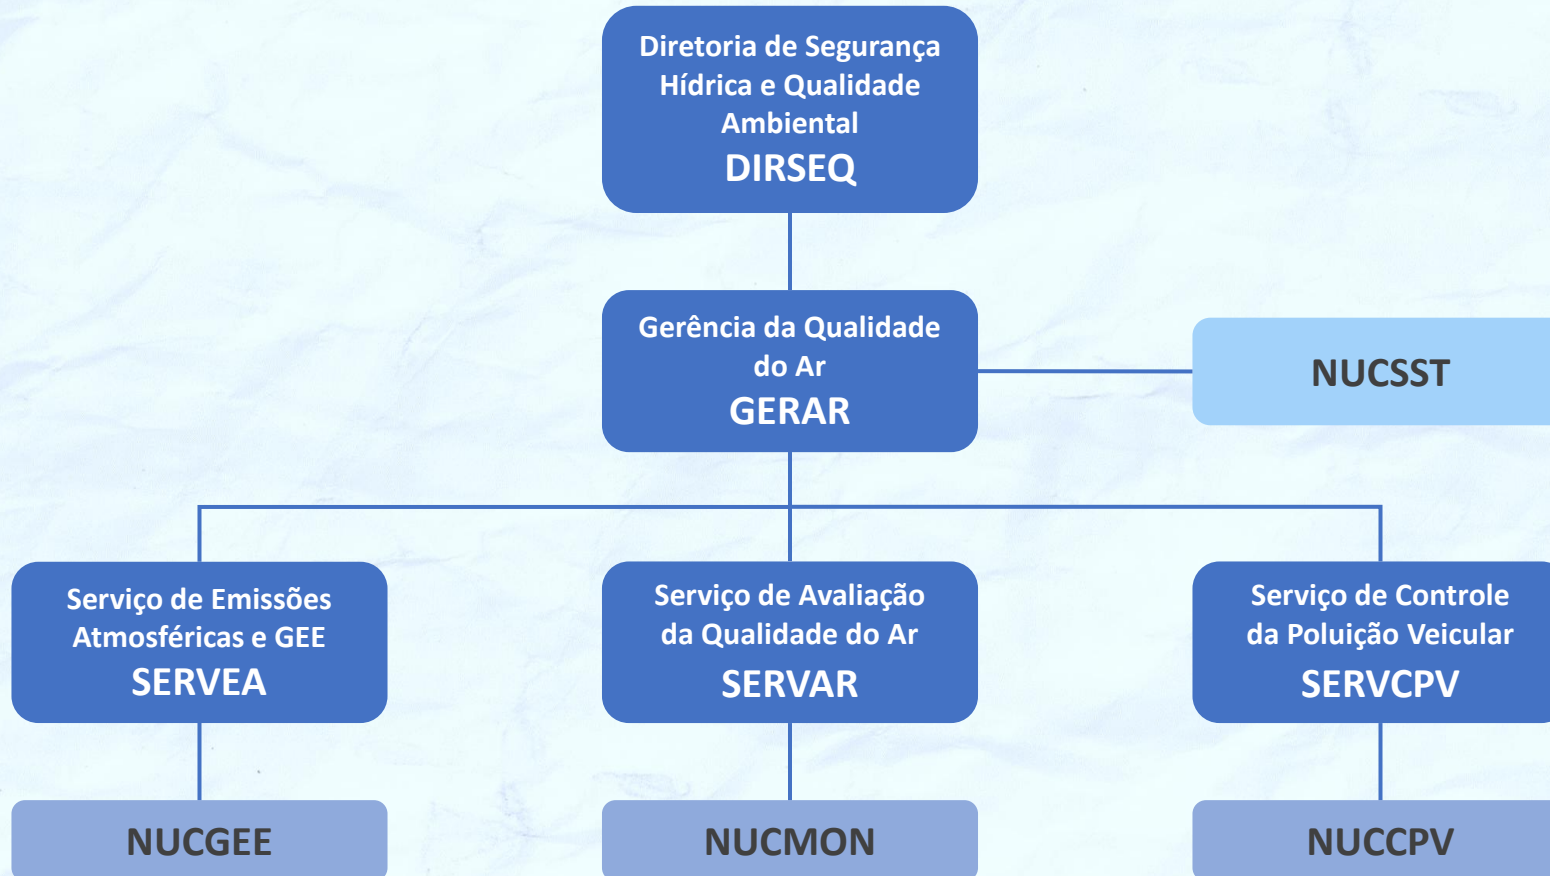 Diretoria de Segurança
Hídrica e Qualidade
Ambiental
DIRSEQ
Gerência da Qualidade
do Ar
GERAR
NUCSST
Serviço de Emissões
Atmosféricas e GEE
SERVEA
Serviço de Avaliação
da Qualidade do Ar
SERVAR
Serviço de Controle
da Poluição Veicular
SERVCPV
NUCGEE
NUCMON
NUCCPV